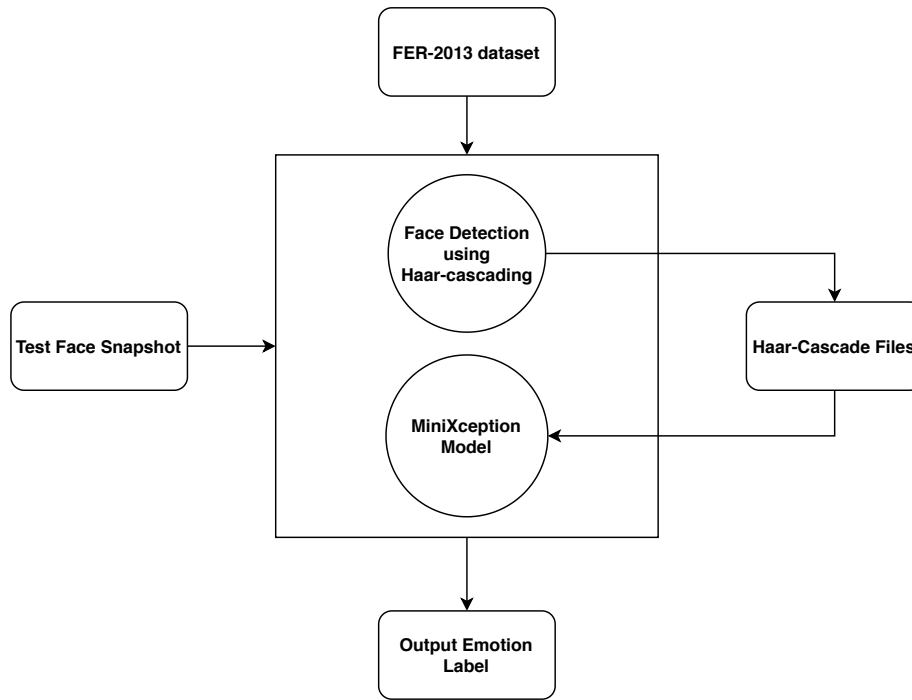 FER-2013 dataset
Face Detection
using
Haar-cascading
Test Face Snapshot
Haar-Cascade Files
MiniXception
Model
Output Emotion
Label